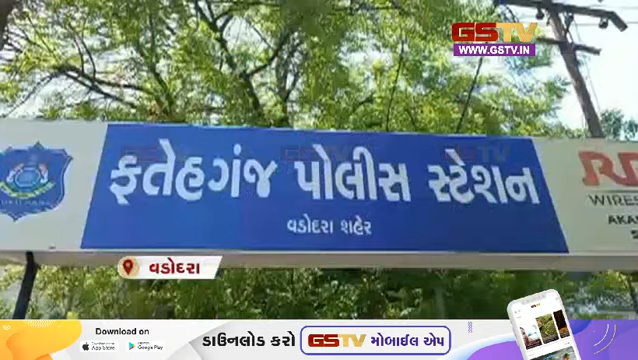 GSTV
WWW.GSTV.IN
ફતેહગંજ પોલીસ સ્ટેશન
વડોદરા શહેર
WIRES
AKA
વડોદરા
Download on
App Store
Google Play
ડાઉનલોડ કરો GSTV મોબાઈલ એપ